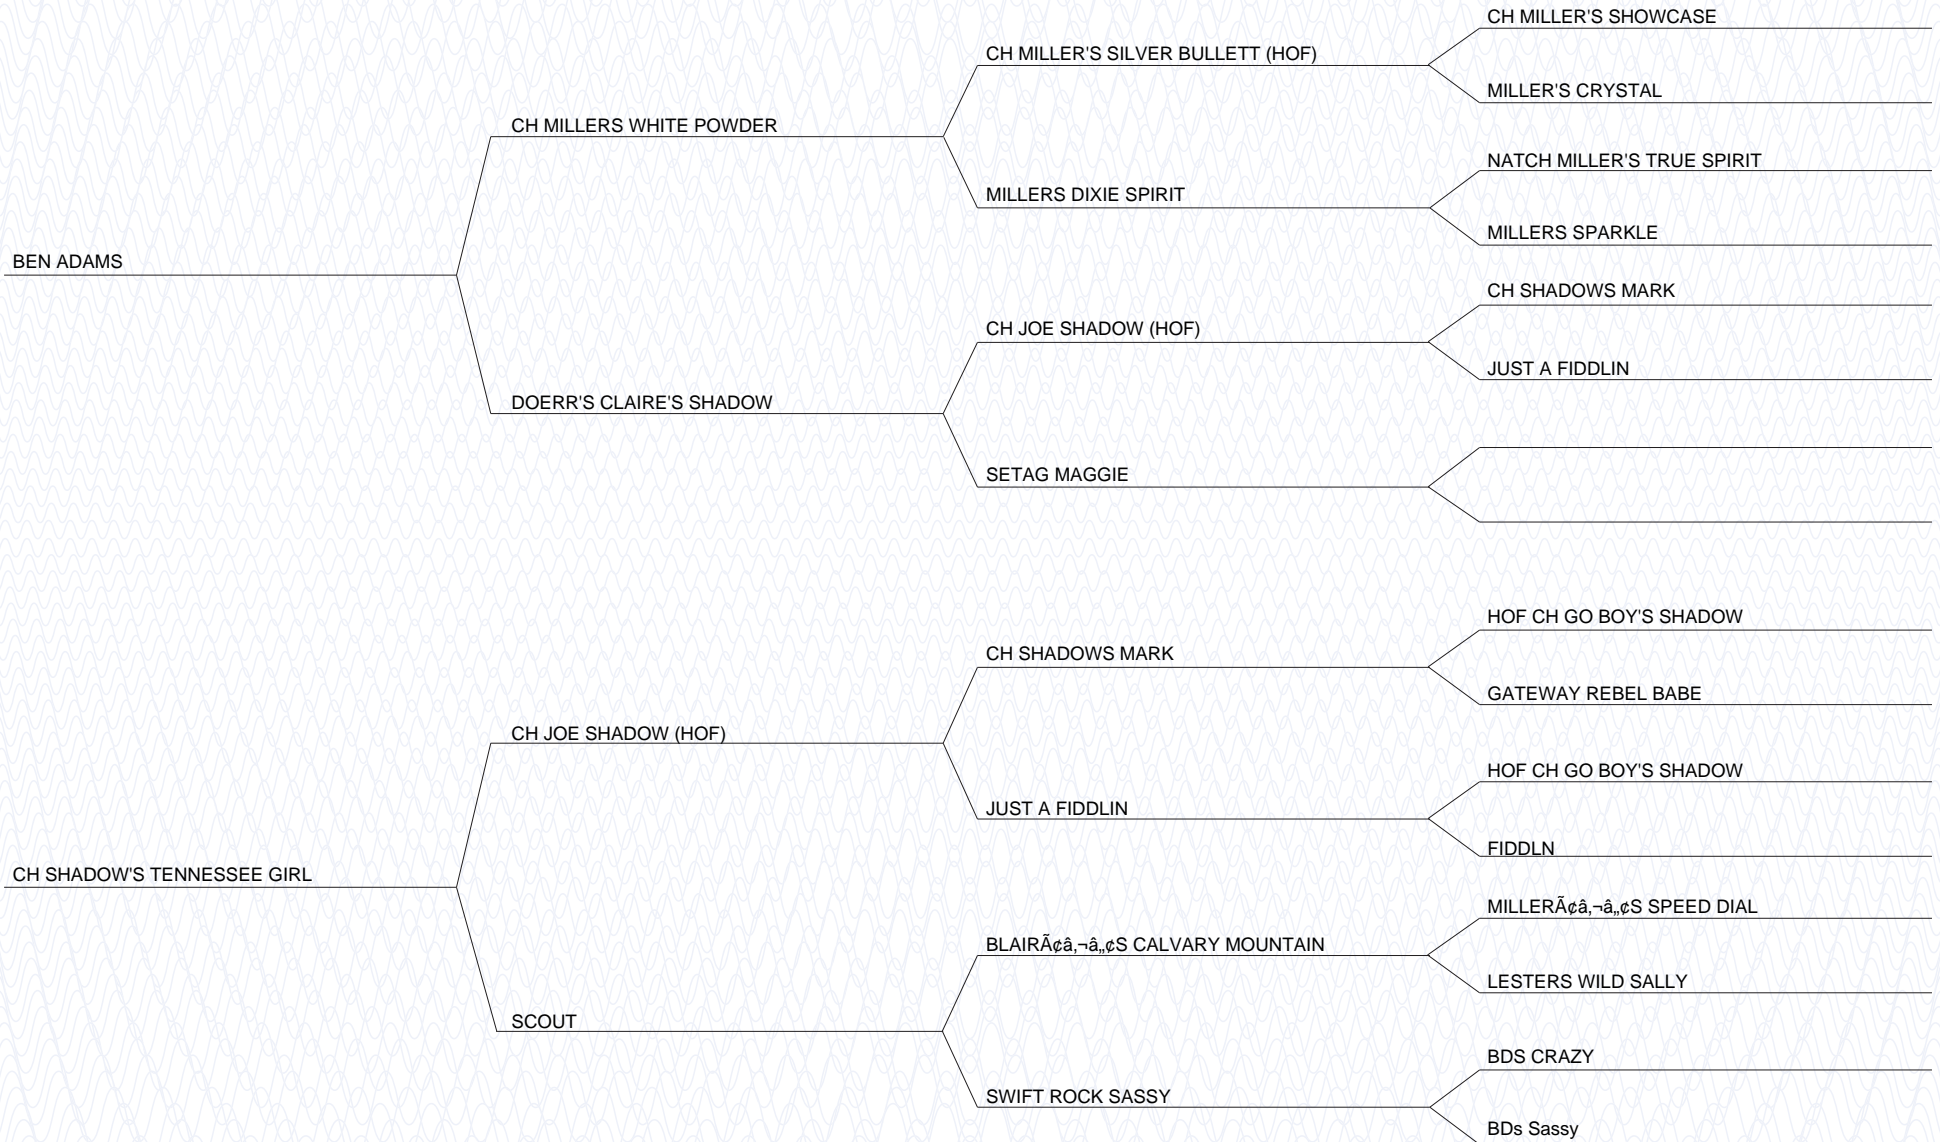 CH MILLER'S SHOWCASE
CH MILLER'S SILVER BULLETT (HOF)
MILLER'S CRYSTAL
CH MILLERS WHITE POWDER
NATCH MILLER'S TRUE SPIRIT
MILLERS DIXIE SPIRIT
MILLERS SPARKLE
BEN ADAMS
CH SHADOWS MARK
CH JOE SHADOW (HOF)
JUST A FIDDLIN
DOERR'S CLAIRE'S SHADOW
SETAG MAGGIE
HOF CH GO BOY'S SHADOW
CH SHADOWS MARK
GATEWAY REBEL BABE
CH JOE SHADOW (HOF)
HOF CH GO BOY'S SHADOW
JUST A FIDDLIN
FIDDLN
CH SHADOW'S TENNESSEE GIRL
MILLERÃ¢â‚¬â„¢S SPEED DIAL
BLAIRÃ¢â‚¬â„¢S CALVARY MOUNTAIN
LESTERS WILD SALLY
SCOUT
BDS CRAZY
SWIFT ROCK SASSY
BDs Sassy